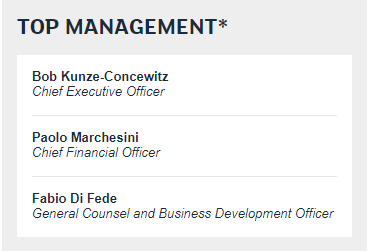 TOP MANAGEMENT*
Bob Kunze-Concewitz
Chief Executive Officer
Paolo Marchesini
Chief Financial Officer
Fabio Di Fede
General Counsel and Business Development Officer